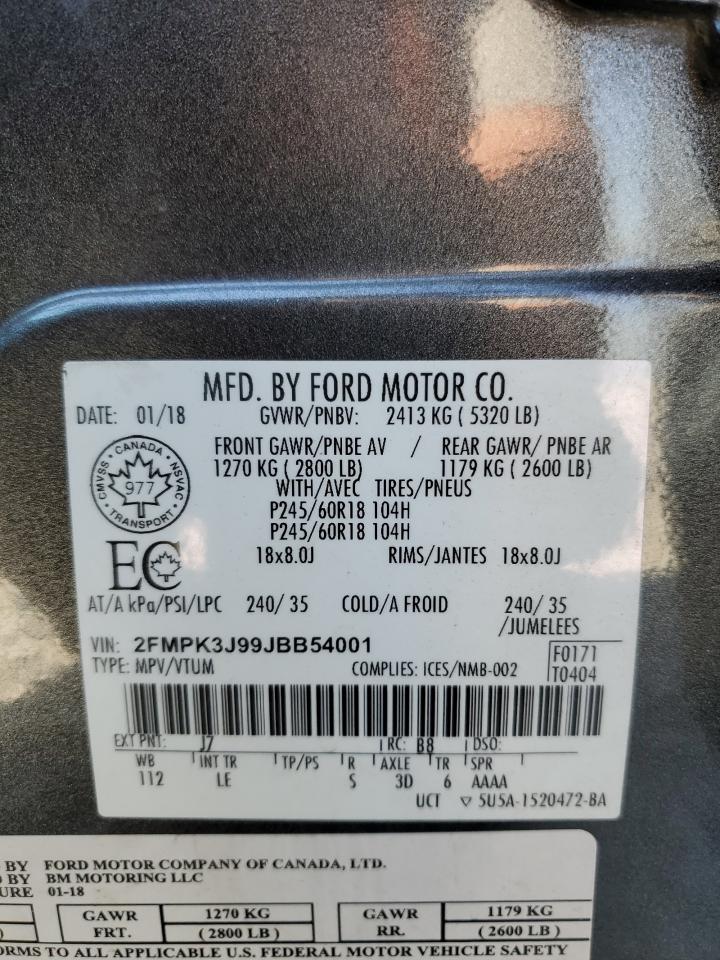 MFD. BY FORD MOTOR CO.
DATE: 01/18 GVWR/PNBV: 2413 KG ( 5320 LB)
FRONT GAWR/PNBE AV / REAR GAWR/ PNBE AR
1270 KG ( 2800 LB) 1179 KG ( 2600 LB)
WITH/AVEC TIRES/PNEUS
CMVSS · CANADA · NSVAC
977
TRANSPORT
P245/60R18 104H
P245/60R18 104H
EC
18x8.0J RIMS/JANTES 18x8.0J
AT/A kPa/PSI/LPC 240/ 35 COLD/A FROID 240/ 35
/JUMELEES
VIN: 2FMPK3J99JBB54001
F0171
TYPE: MPV/VTUM COMPLIES: ICES/NMB-002
T0404
EXT PNT: J7 RC: B8 DSO:
WB INT TR TP/PS R AXLE TR SPR
112 LE S 3D 6 AAAA
UCT ▽ 5U5A-1520472-BA
BY FORD MOTOR COMPANY OF CANADA, LTD.
BY BM MOTORING LLC
URE 01-18
GAWR 1270 KG GAWR 1179 KG
FRT. ( 2800 LB ) RR. ( 2600 LB )
ORMS TO ALL APPLICABLE U.S. FEDERAL MOTOR VEHICLE SAFETY